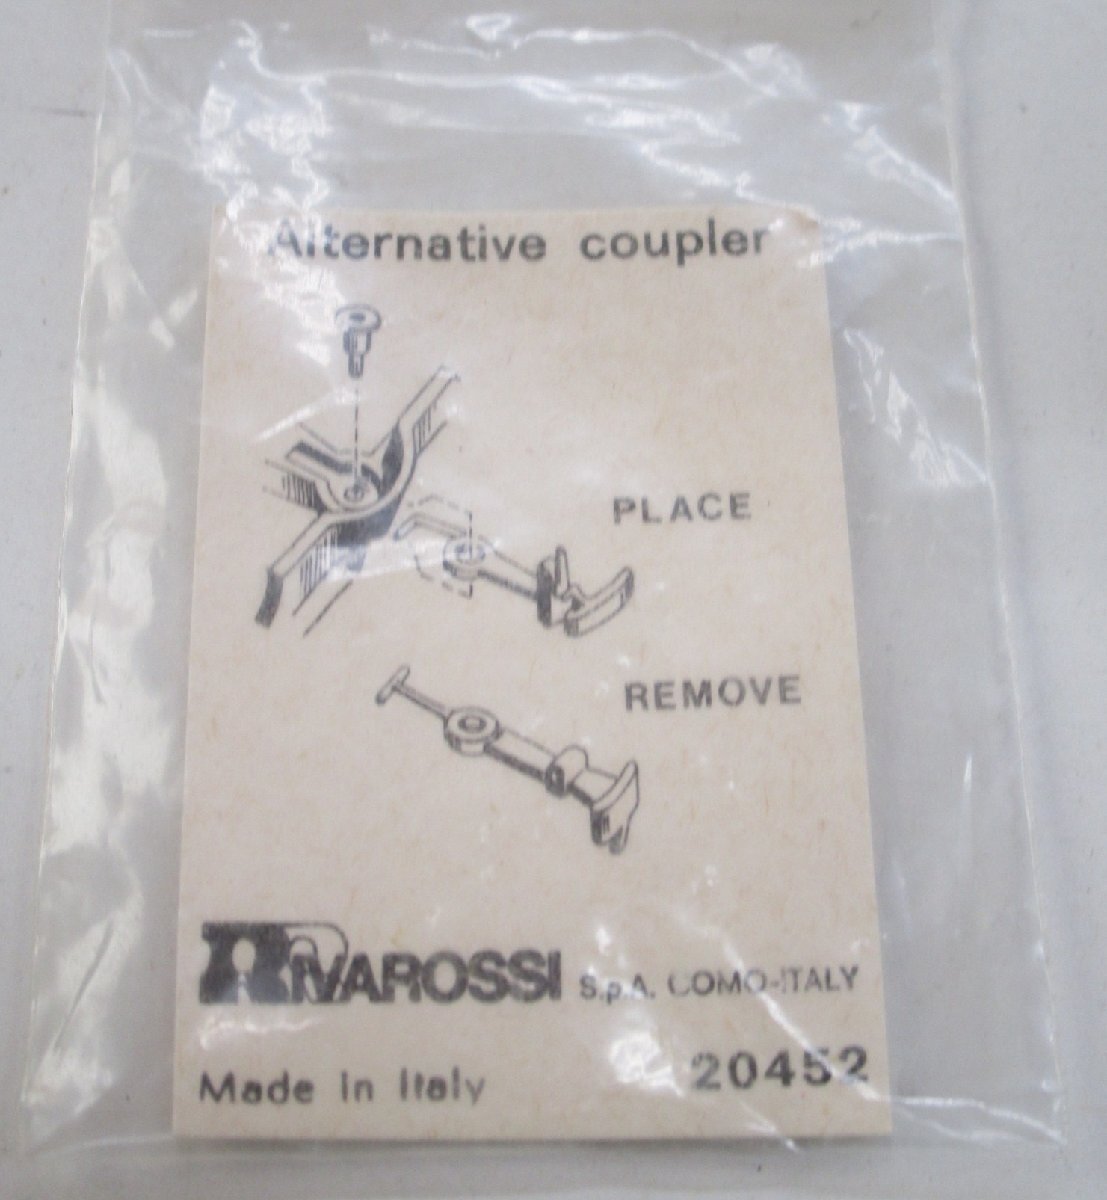 Alternative coupler
PLACE
REMOVE
RIVAROSSI S.p.A. COMO-ITALY
Made in Italy 20452